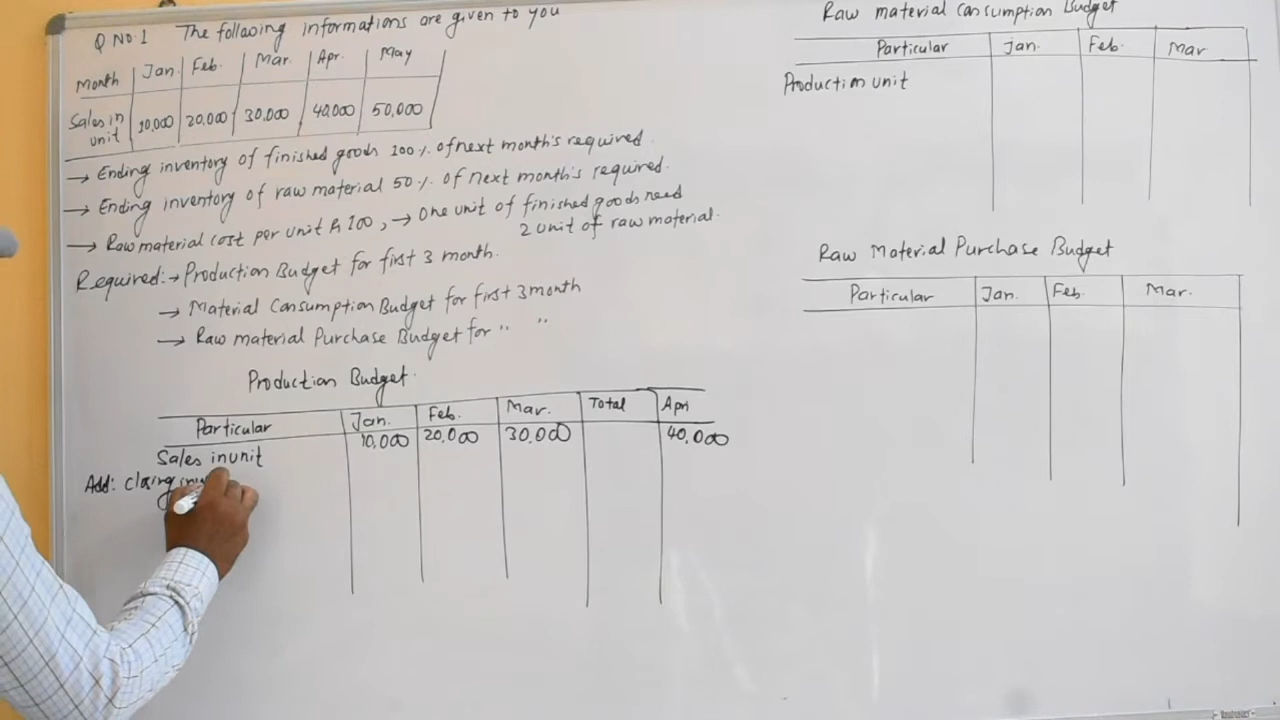 Q No:1 The following informations are given to you
Month Jan. Feb. Mar. Apr. May
Sales in unit 10,000 20,000 30,000 40,000 50,000
→ Ending inventory of finished goods 100% of next month's required
→ Ending inventory of raw material 50% of next month's required.
→ Raw material cost per unit Rs 100, → One unit of finished goods need
2 unit of raw material.
Required:→ Production Budget for first 3 month.
→ Material Consumption Budget for first 3 month
→ Raw material Purchase Budget for " "
Production Budget.
Particular Jan. Feb. Mar. Total Apri
Sales in unit 10,000 20,000 30,000 40,000
Add: closing
Raw material Consumption Budget
Particular Jan. Feb. Mar
Production unit
Raw Material Purchase Budget
Particular Jan. Feb. Mar.